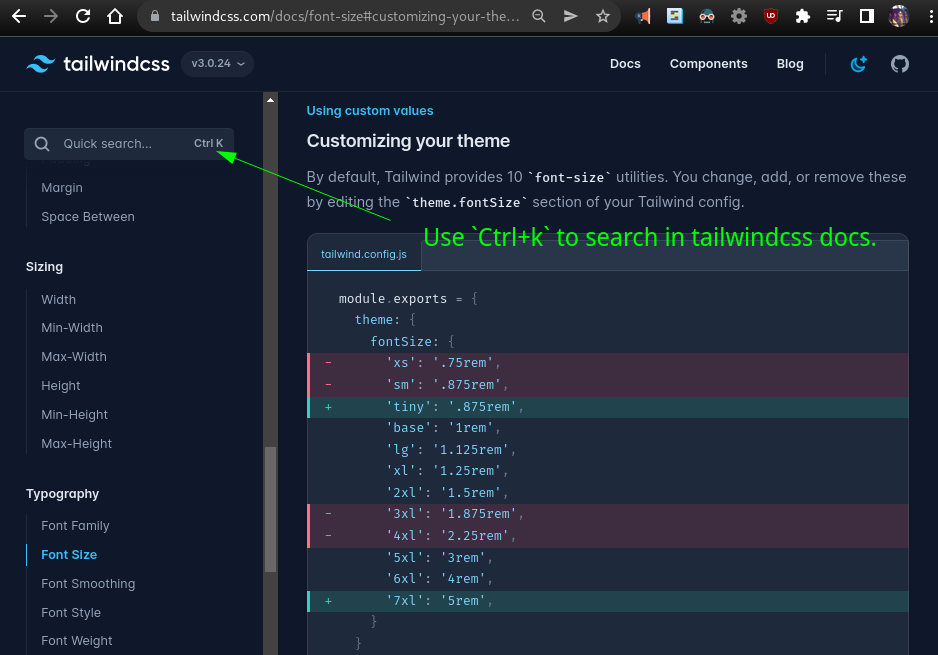 tailwindcss.com/docs/font-size#customizing-your-the…
tailwindcss
v3.0.24
Docs
Components
Blog
Quick search...
Ctrl K
Margin
Space Between
Sizing
Width
Min-Width
Max-Width
Height
Min-Height
Max-Height
Typography
Font Family
Font Size
Font Smoothing
Font Style
Font Weight
Using custom values
Customizing your theme
By default, Tailwind provides 10 `font-size` utilities. You change, add, or remove these
by editing the `theme.fontSize` section of your Tailwind config.
Use `Ctrl+k` to search in tailwindcss docs.
tailwind.config.js
module.exports = {
theme: {
fontSize: {
- 'xs': '.75rem',
- 'sm': '.875rem',
+ 'tiny': '.875rem',
'base': '1rem',
'lg': '1.125rem',
'xl': '1.25rem',
'2xl': '1.5rem',
- '3xl': '1.875rem',
- '4xl': '2.25rem',
'5xl': '3rem',
'6xl': '4rem',
+ '7xl': '5rem',
}
}